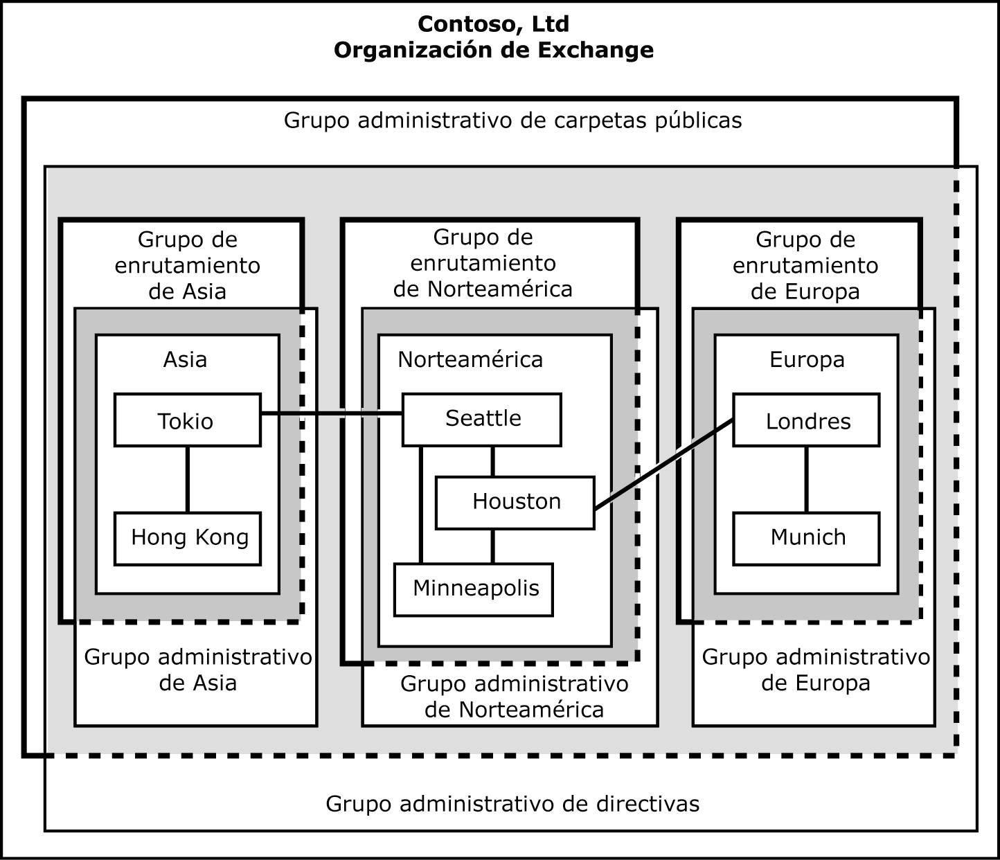 Contoso, Ltd
Organización de Exchange
Grupo administrativo de carpetas públicas
Grupo de
enrutamiento
de Asia
Grupo de
enrutamiento
de Norteamérica
Grupo de
enrutamiento
de Europa
Asia
Tokio
Hong Kong
Norteamérica
Seattle
Houston
Minneapolis
Europa
Londres
Munich
Grupo administrativo
de Asia
Grupo administrativo
de Norteamérica
Grupo administrativo
de Europa
Grupo administrativo de directivas